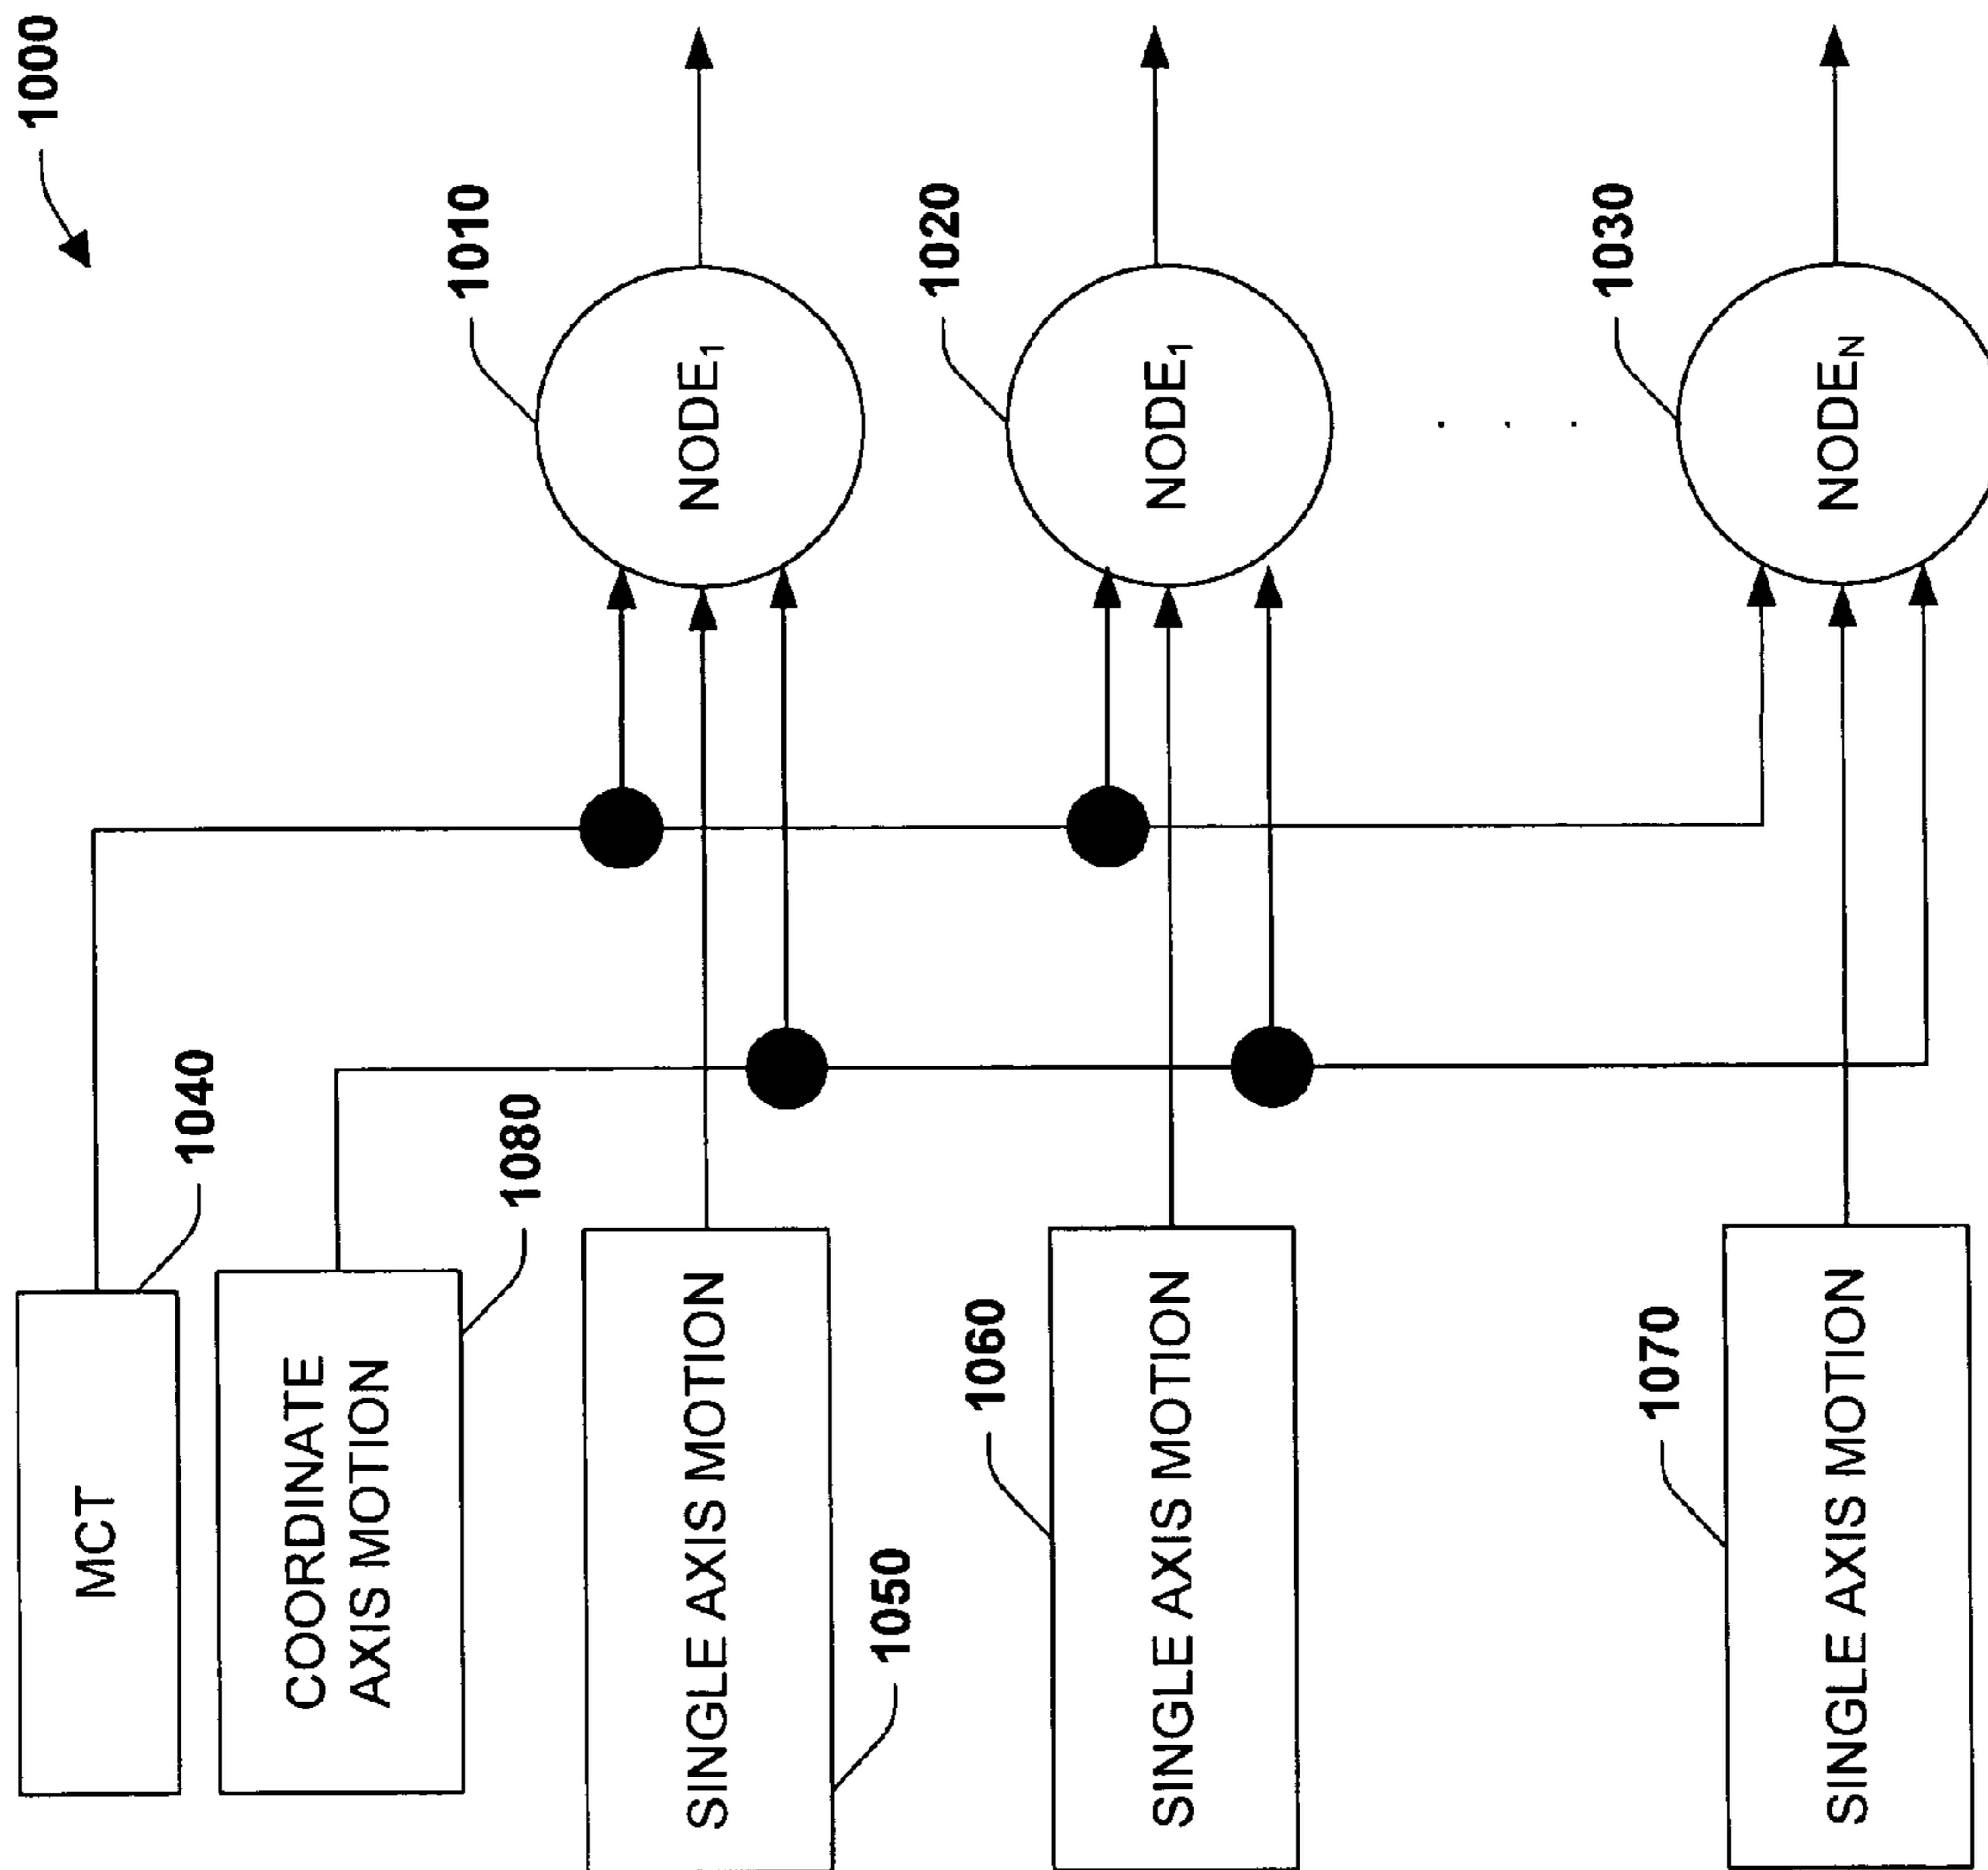 1000
MCT
1040
COORDINATE
AXIS MOTION
1080
1010
SINGLE AXIS MOTION
NODE₁
1050
1020
1060
SINGLE AXIS MOTION
NODE₁
. . .
1030
1070
SINGLE AXIS MOTION
NODE_N